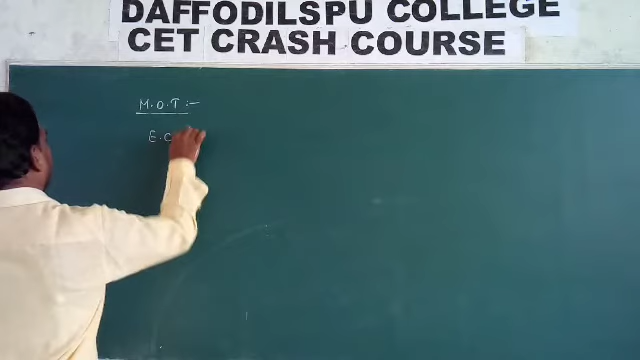 DAFFODILSPU COLLEGE
CET CRASH COURSE
M.O.T :-
E.C